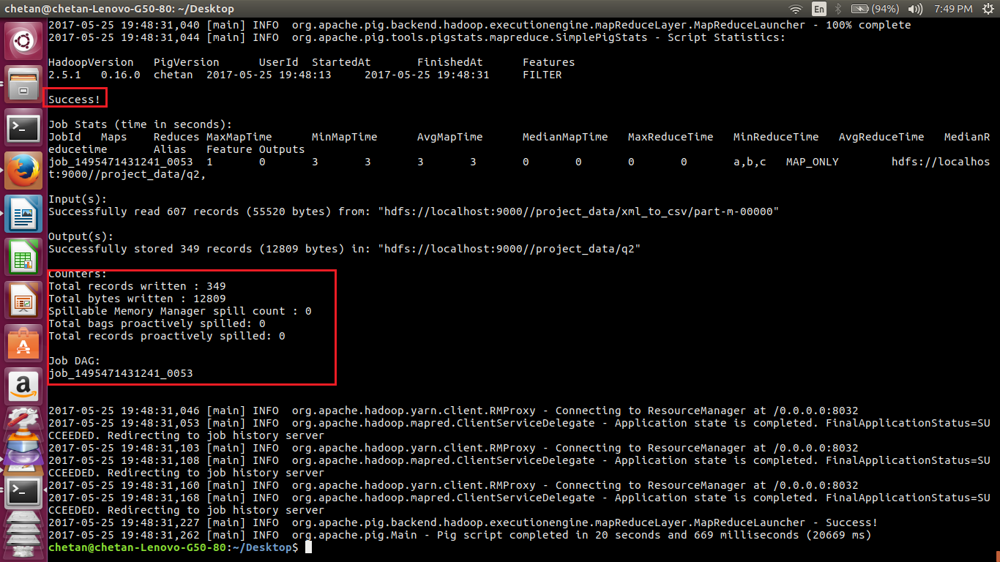 chetan@chetan-Lenovo-G50-80: ~/Desktop En (94%) 7:49 PM
2017-05-25 19:48:31,040 [main] INFO  org.apache.pig.backend.hadoop.executionengine.mapReduceLayer.MapReduceLauncher - 100% complete
2017-05-25 19:48:31,044 [main] INFO  org.apache.pig.tools.pigstats.mapreduce.SimplePigStats - Script Statistics:
HadoopVersion   PigVersion      UserId  StartedAt       FinishedAt      Features
2.5.1   0.16.0  chetan  2017-05-25 19:48:13     2017-05-25 19:48:31     FILTER
Success!
Job Stats (time in seconds):
JobId   Maps    Reduces MaxMapTime      MinMapTime      AvgMapTime      MedianMapTime   MaxReduceTime   MinReduceTime   AvgReduceTime   MedianR
educetime       Alias   Feature Outputs
job_1495471431241_0053  1       0       3       3       3       3       0       0       0       0       a,b,c   MAP_ONLY        hdfs://localhos
t:9000//project_data/q2,
Input(s):
Successfully read 607 records (55520 bytes) from: "hdfs://localhost:9000//project_data/xml_to_csv/part-m-00000"
Output(s):
Successfully stored 349 records (12809 bytes) in: "hdfs://localhost:9000//project_data/q2"
Counters:
Total records written : 349
Total bytes written : 12809
Spillable Memory Manager spill count : 0
Total bags proactively spilled: 0
Total records proactively spilled: 0
Job DAG:
job_1495471431241_0053
2017-05-25 19:48:31,046 [main] INFO  org.apache.hadoop.yarn.client.RMProxy - Connecting to ResourceManager at /0.0.0.0:8032
2017-05-25 19:48:31,053 [main] INFO  org.apache.hadoop.mapred.ClientServiceDelegate - Application state is completed. FinalApplicationStatus=SU
CCEEDED. Redirecting to job history server
2017-05-25 19:48:31,103 [main] INFO  org.apache.hadoop.yarn.client.RMProxy - Connecting to ResourceManager at /0.0.0.0:8032
2017-05-25 19:48:31,108 [main] INFO  org.apache.hadoop.mapred.ClientServiceDelegate - Application state is completed. FinalApplicationStatus=SU
CCEEDED. Redirecting to job history server
2017-05-25 19:48:31,160 [main] INFO  org.apache.hadoop.yarn.client.RMProxy - Connecting to ResourceManager at /0.0.0.0:8032
2017-05-25 19:48:31,168 [main] INFO  org.apache.hadoop.mapred.ClientServiceDelegate - Application state is completed. FinalApplicationStatus=SU
CCEEDED. Redirecting to job history server
2017-05-25 19:48:31,227 [main] INFO  org.apache.pig.backend.hadoop.executionengine.mapReduceLayer.MapReduceLauncher - Success!
2017-05-25 19:48:31,262 [main] INFO  org.apache.pig.Main - Pig script completed in 20 seconds and 669 milliseconds (20669 ms)
chetan@chetan-Lenovo-G50-80:~/Desktop$